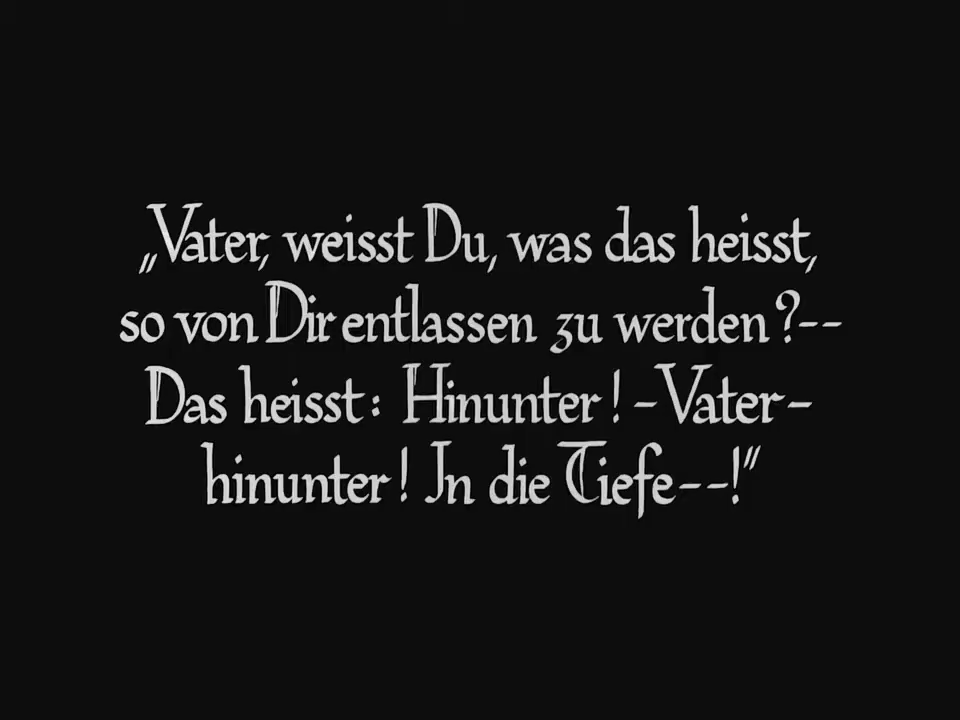 „Vater, weisst Du, was das heisst,
so von Dir entlassen zu werden?--
Das heisst: Hinunter! - Vater -
hinunter! In die Tiefe--!"